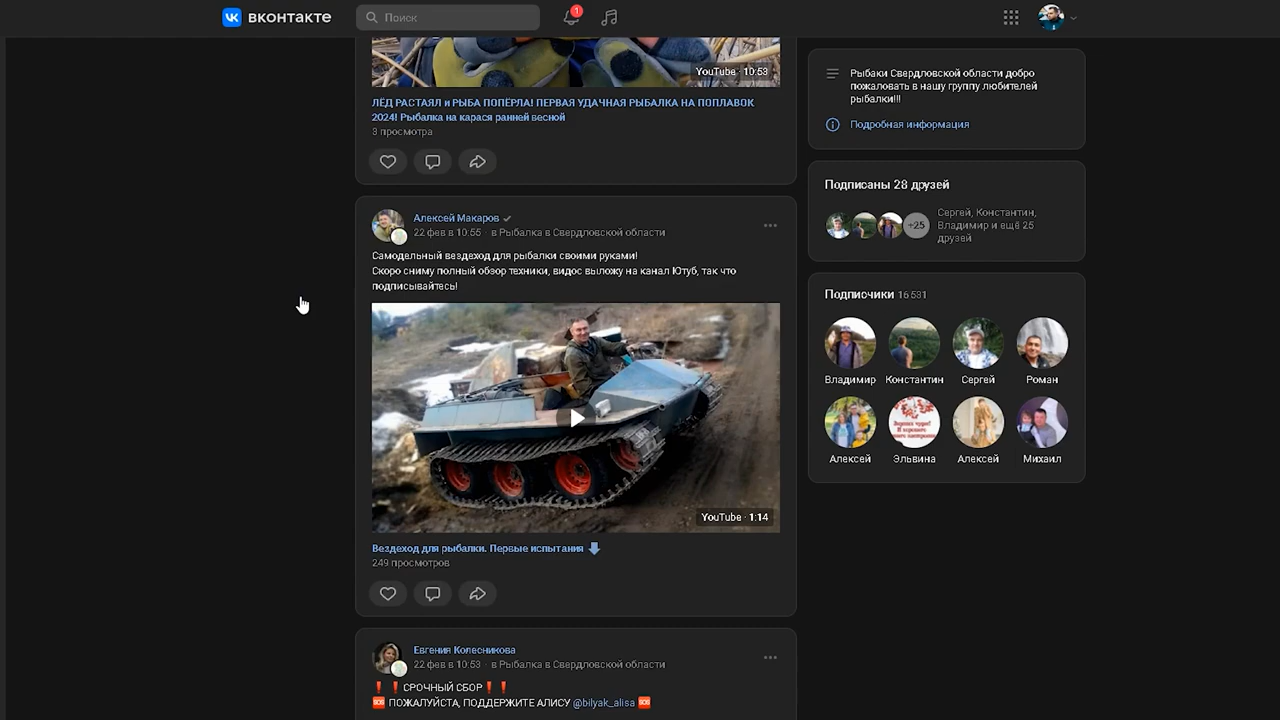 вконтакте
Поиск
1
YouTube · 10:53
ЛЁД РАСТАЯЛ и РЫБА ПОПЁРЛА! ПЕРВАЯ УДАЧНАЯ РЫБАЛКА НА ПОПЛАВОК
2024! Рыбалка на карася ранней весной
3 просмотра
Алексей Макаров
22 фев в 10:55 · в Рыбалка в Свердловской области
Самодельный вездеход для рыбалки своими руками!
Скоро сниму полный обзор техники, видос выложу на канал Ютуб, так что
подписывайтесь!
YouTube · 1:14
Вездеход для рыбалки. Первые испытания
249 просмотров
Евгения Колесникова
22 фев в 10:53 · в Рыбалка в Свердловской области
❗ ❗ СРОЧНЫЙ СБОР ❗ ❗
🆘 ПОЖАЛУЙСТА, ПОДДЕРЖИТЕ АЛИСУ @bilyak_alisa 🆘
Рыбаки Свердловской области добро
пожаловать в нашу группу любителей
рыбалки!!!
Подробная информация
Подписаны 28 друзей
+25
Сергей, Константин,
Владимир и ещё 25
друзей
Подписчики 16 531
Владимир Константин Сергей Роман
Алексей Эльвина Алексей Михаил